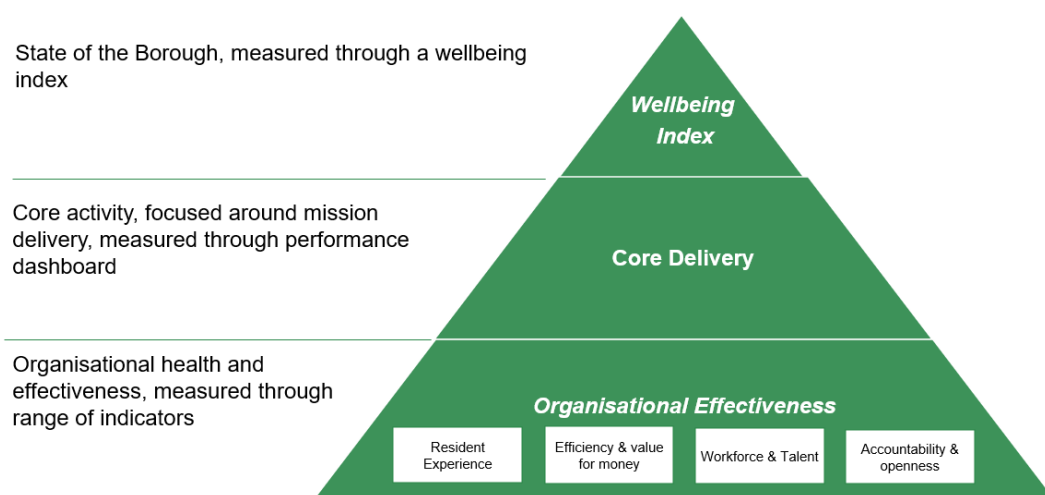 State of the Borough, measured through a wellbeing
index
Wellbeing
Index
Core activity, focused around mission
delivery, measured through performance
dashboard
Core Delivery
Organisational health and
effectiveness, measured through
range of indicators
Organisational Effectiveness
Resident
Experience
Efficiency & value
for money
Workforce & Talent
Accountability &
openness